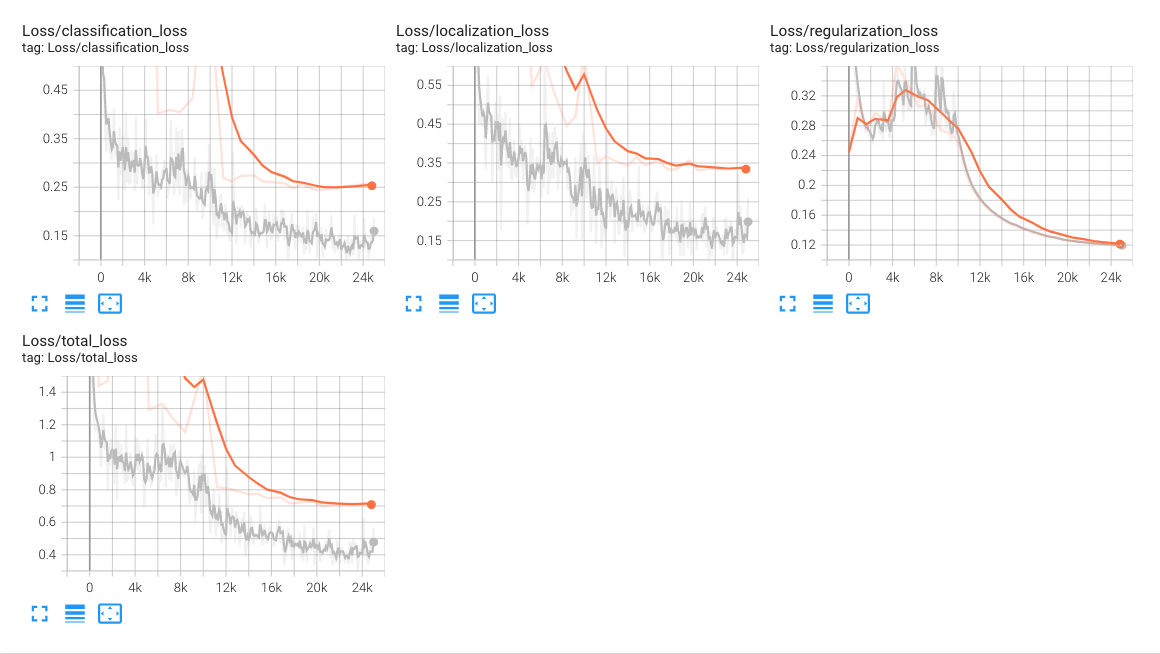 Loss/classification_loss
tag: Loss/classification_loss
0.45
0.35
0.25
0.15
0 4k 8k 12k 16k 20k 24k
Loss/localization_loss
tag: Loss/localization_loss
0.55
0.45
0.35
0.25
0.15
0 4k 8k 12k 16k 20k 24k
Loss/regularization_loss
tag: Loss/regularization_loss
0.32
0.28
0.24
0.2
0.16
0.12
0 4k 8k 12k 16k 20k 24k
Loss/total_loss
tag: Loss/total_loss
1.4
1.2
1
0.8
0.6
0.4
0 4k 8k 12k 16k 20k 24k